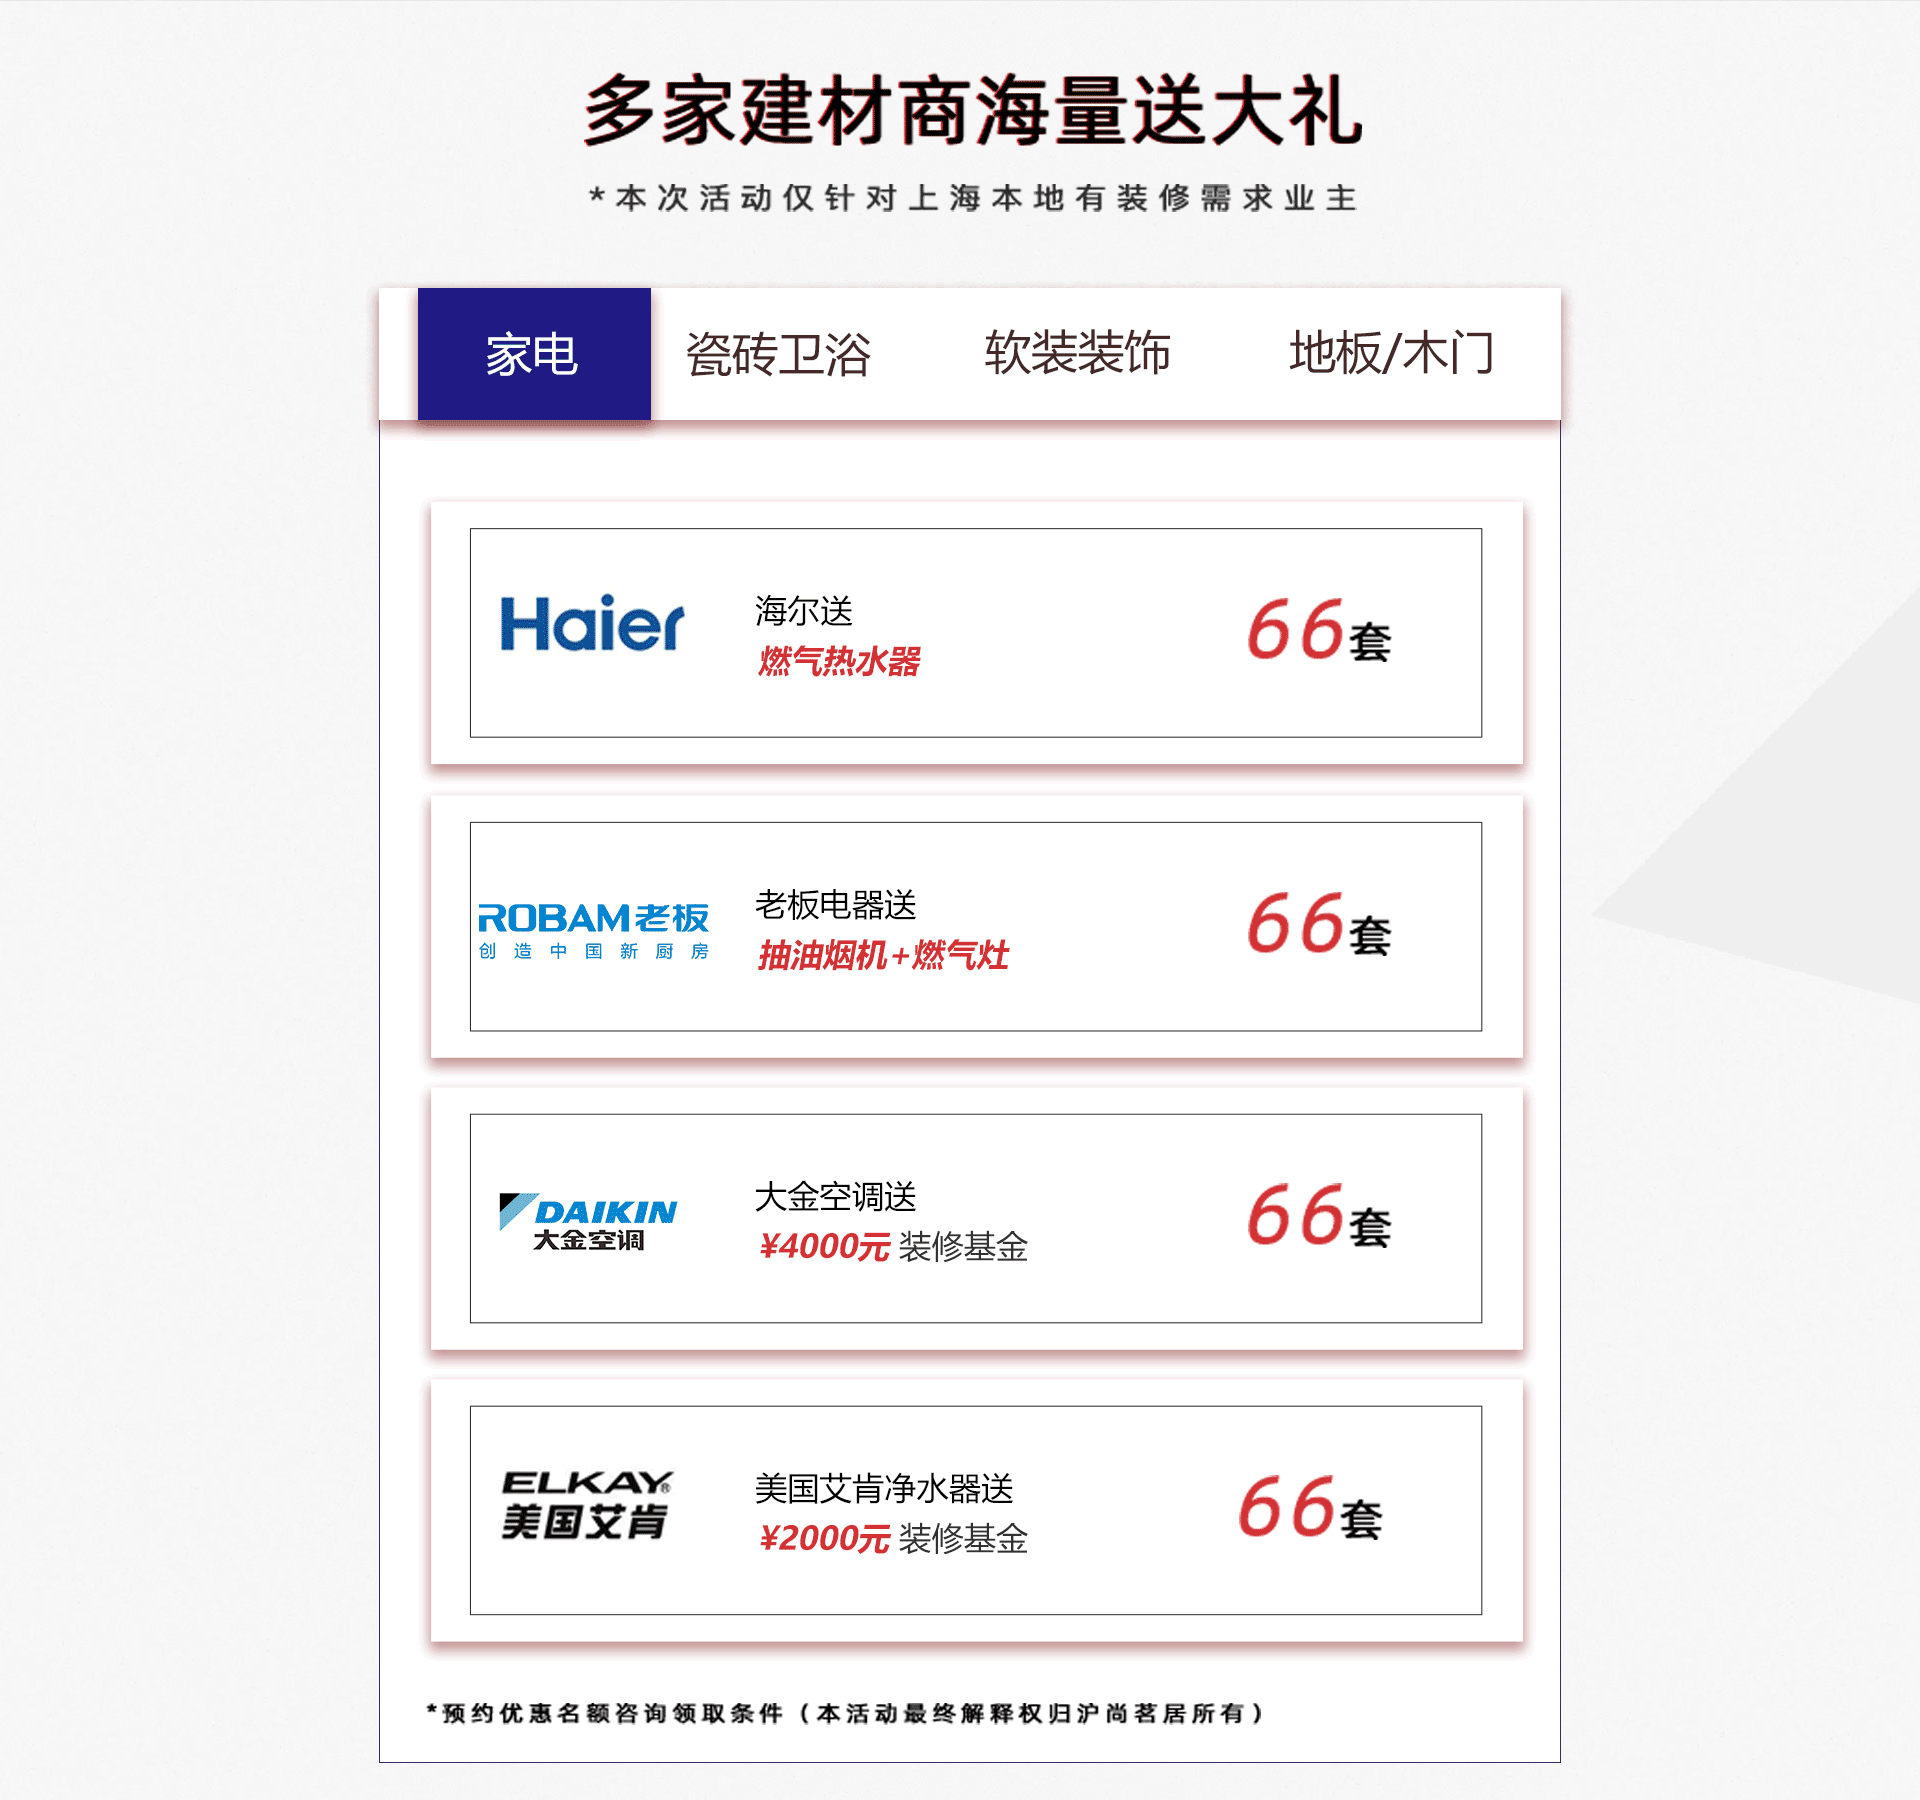 多家建材商海量送大礼
*本次活动仅针对上海本地有装修需求业主
家电 瓷砖卫浴 软装装饰 地板/木门
Haier
海尔送
燃气热水器
66套
ROBAM老板
创造中国新厨房
老板电器送
抽油烟机+燃气灶
66套
DAIKIN
大金空调
大金空调送
¥4000元 装修基金
66套
ELKAY®
美国艾肯
美国艾肯净水器送
¥2000元 装修基金
66套
*预约优惠名额咨询领取条件（本活动最终解释权归沪尚茗居所有）